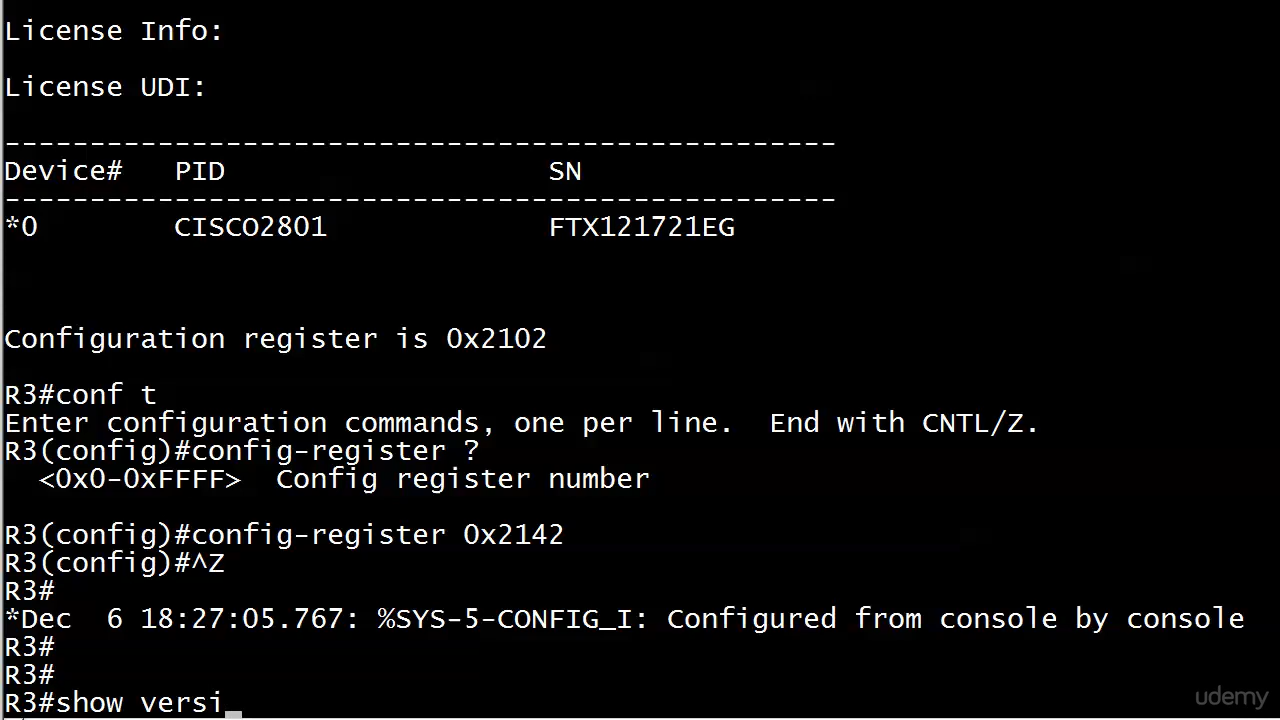 License Info:
License UDI:
-------------------------------------------------
Device#   PID                   SN
-------------------------------------------------
*0        CISCO2801             FTX121721EG
Configuration register is 0x2102
R3#conf t
Enter configuration commands, one per line.  End with CNTL/Z.
R3(config)#config-register ?
  <0x0-0xFFFF>  Config register number
R3(config)#config-register 0x2142
R3(config)#^Z
R3#
*Dec  6 18:27:05.767: %SYS-5-CONFIG_I: Configured from console by console
R3#
R3#
R3#show versi
udemy